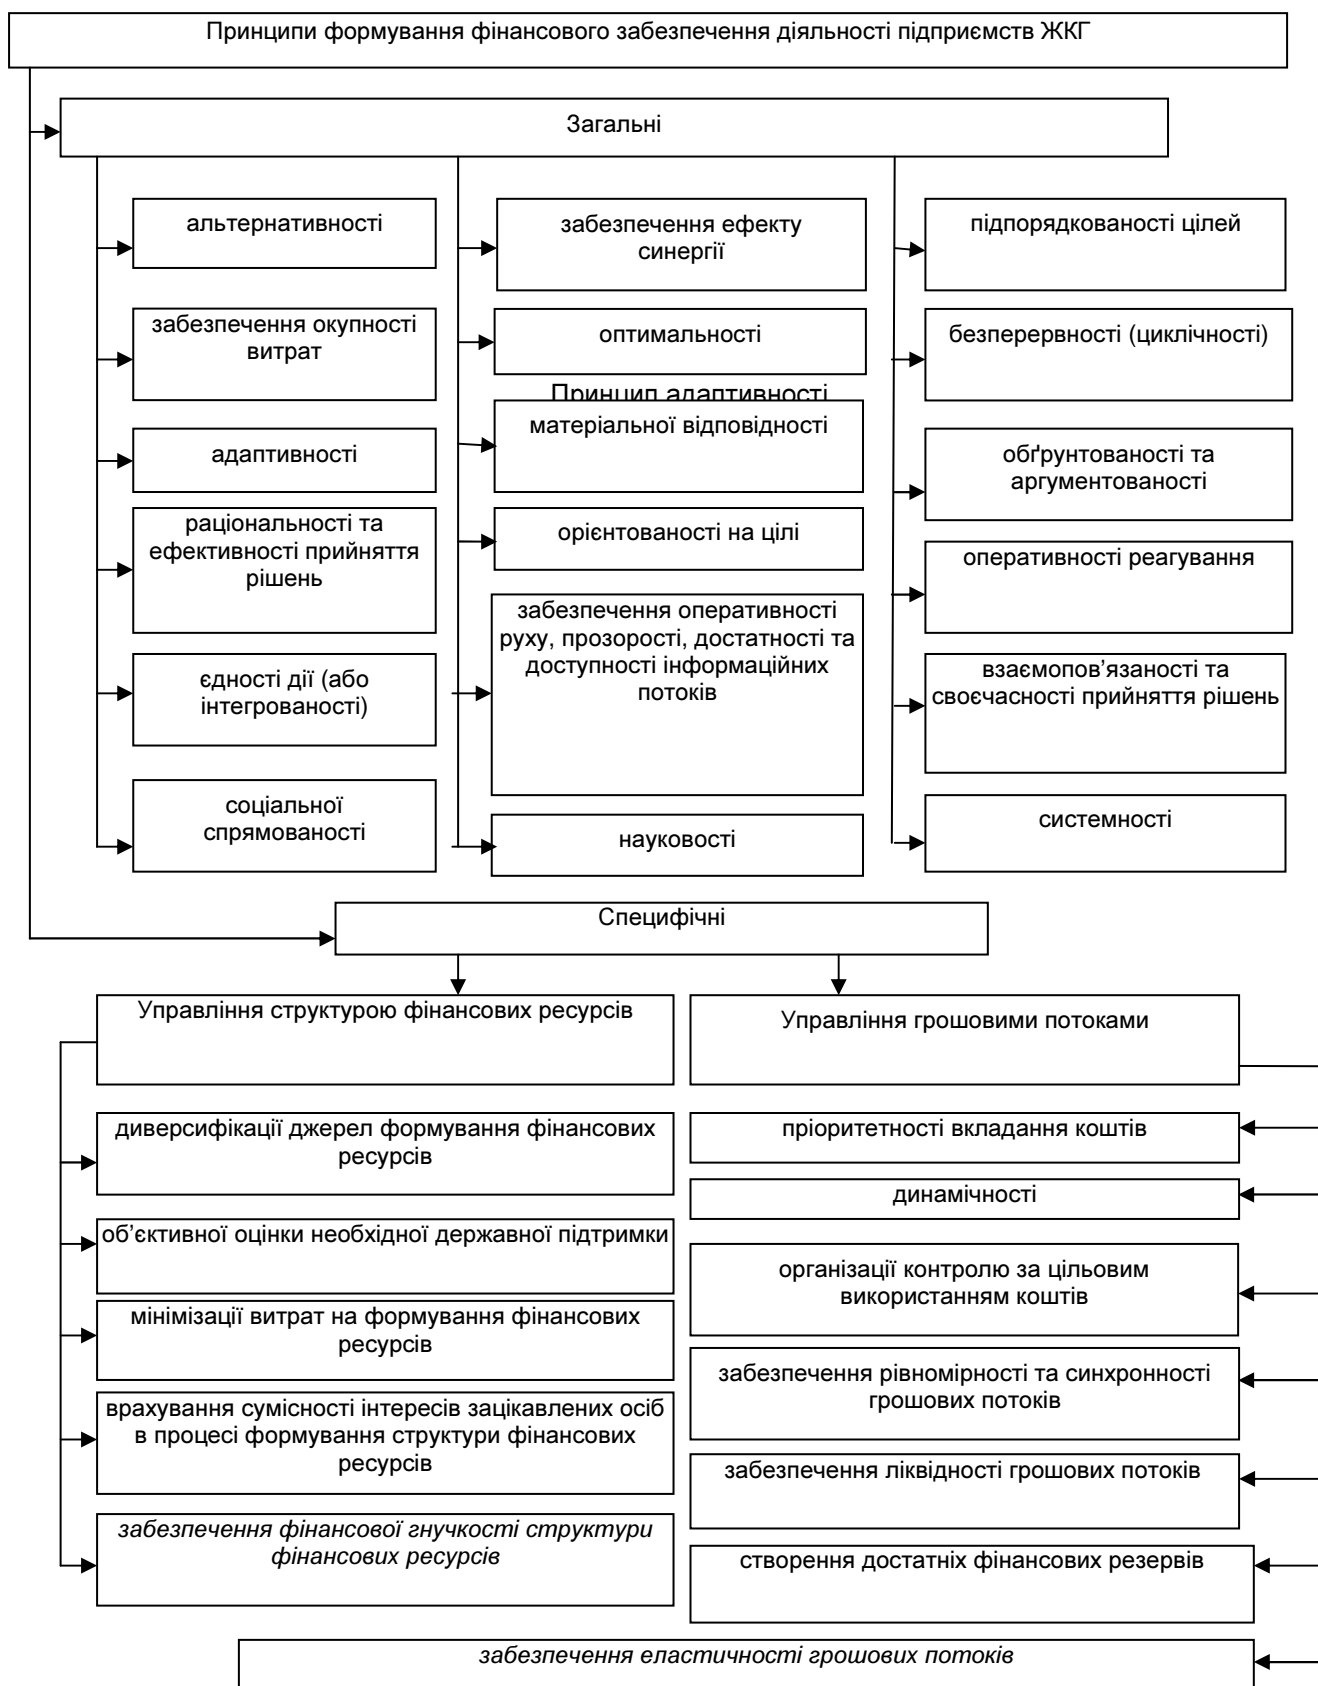 Принципи формування фінансового забезпечення діяльності підприємств ЖКГ
Загальні
альтернативності
забезпечення окупності
витрат
адаптивності
раціональності та
ефективності прийняття
рішень
єдності дії (або
інтегрованості)
соціальної
спрямованості
забезпечення ефекту
синергії
оптимальності
Принцип адаптивності
матеріальної відповідності
орієнтованості на цілі
забезпечення оперативності
руху, прозорості, достатності та
доступності інформаційних
потоків
науковості
підпорядкованості цілей
безперервності (циклічності)
обґрунтованості та
аргументованості
оперативності реагування
взаємопов’язаності та
своєчасності прийняття рішень
системності
Специфічні
Управління структурою фінансових ресурсів
диверсифікації джерел формування фінансових
ресурсів
об’єктивної оцінки необхідної державної підтримки
мінімізації витрат на формування фінансових
ресурсів
врахування сумісності інтересів зацікавлених осіб
в процесі формування структури фінансових
ресурсів
забезпечення фінансової гнучкості структури
фінансових ресурсів
Управління грошовими потоками
пріоритетності вкладання коштів
динамічності
організації контролю за цільовим
використанням коштів
забезпечення рівномірності та синхронності
грошових потоків
забезпечення ліквідності грошових потоків
створення достатніх фінансових резервів
забезпечення еластичності грошових потоків